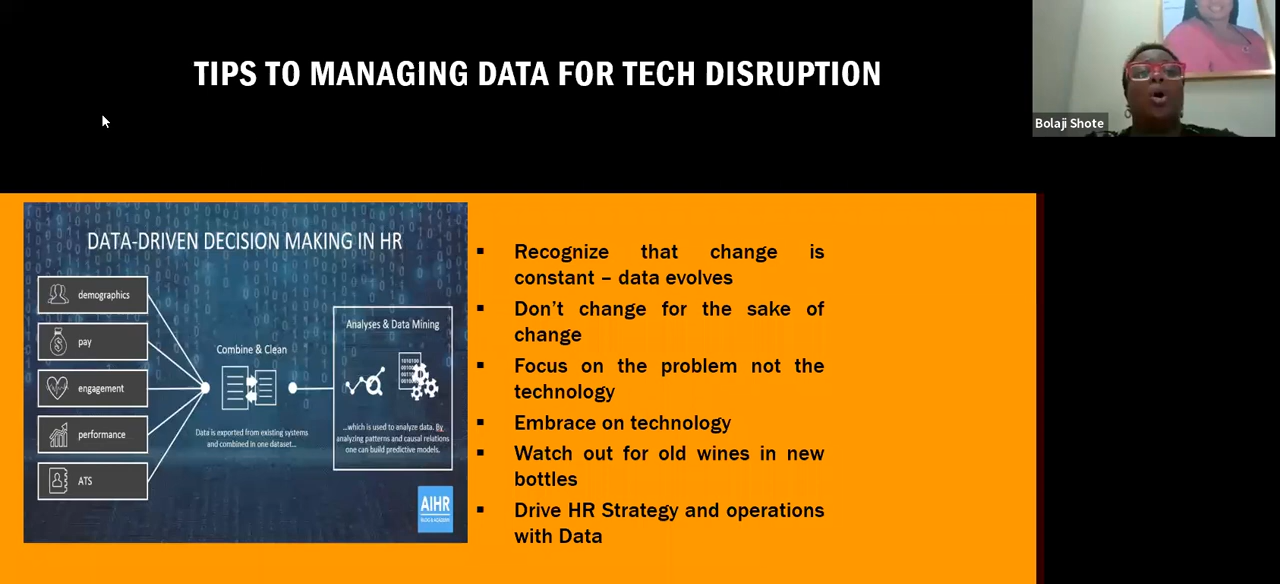 TIPS TO MANAGING DATA FOR TECH DISRUPTION
Bolaji Shote
DATA-DRIVEN DECISION MAKING IN HR
demographics
pay
engagement
performance
ATS
Combine & Clean
Data is exported from existing systems
and combined in one dataset...
Analyses & Data Mining
...which is used to analyze data. By
analyzing patterns and causal relations
one can build predictive models.
AIHR
▪ Recognize that change is
constant – data evolves
▪ Don't change for the sake of
change
▪ Focus on the problem not the
technology
▪ Embrace on technology
▪ Watch out for old wines in new
bottles
▪ Drive HR Strategy and operations
with Data